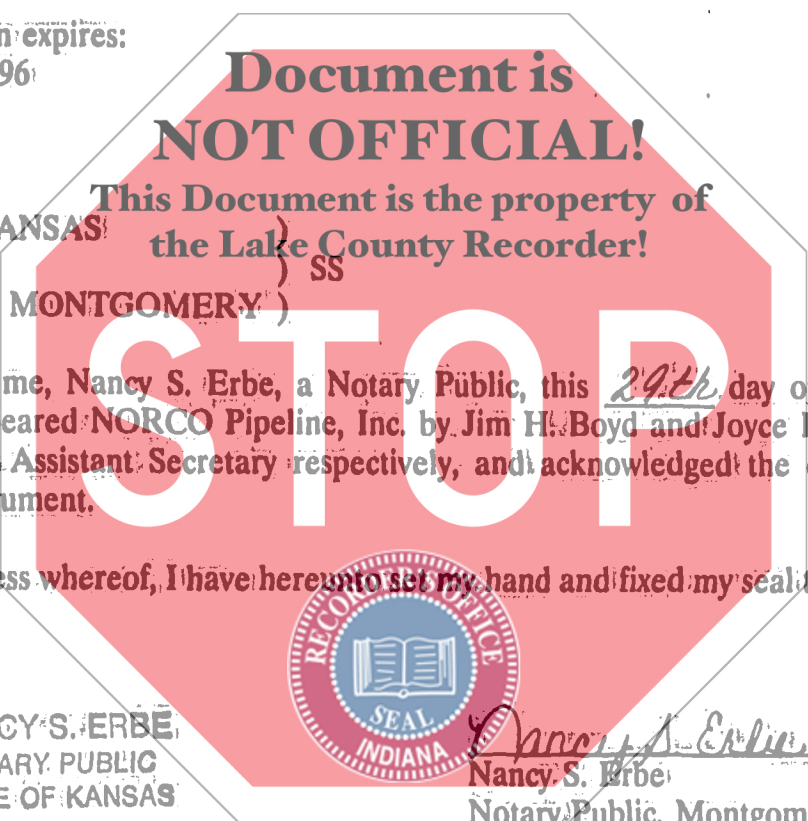 n expires:
96
Document is
NOT OFFICIAL!
This Document is the property of
the Lake County Recorder!
ANSAS
SS
MONTGOMERY )
STOP
me, Nancy S. Erbe, a Notary Public, this 29th day o
eared NORCO Pipeline, Inc. by Jim H. Boyd and Joyce
Assistant Secretary respectively, and acknowledged the
ument.
ess whereof, I have hereunto set my hand and fixed my seal
RECORDER'S OFFICE
SEAL
INDIANA
CY S. ERBE
ARY PUBLIC
E OF KANSAS
Nancy S. Erbe
Nancy S. Erbe
Notary Public, Montgom